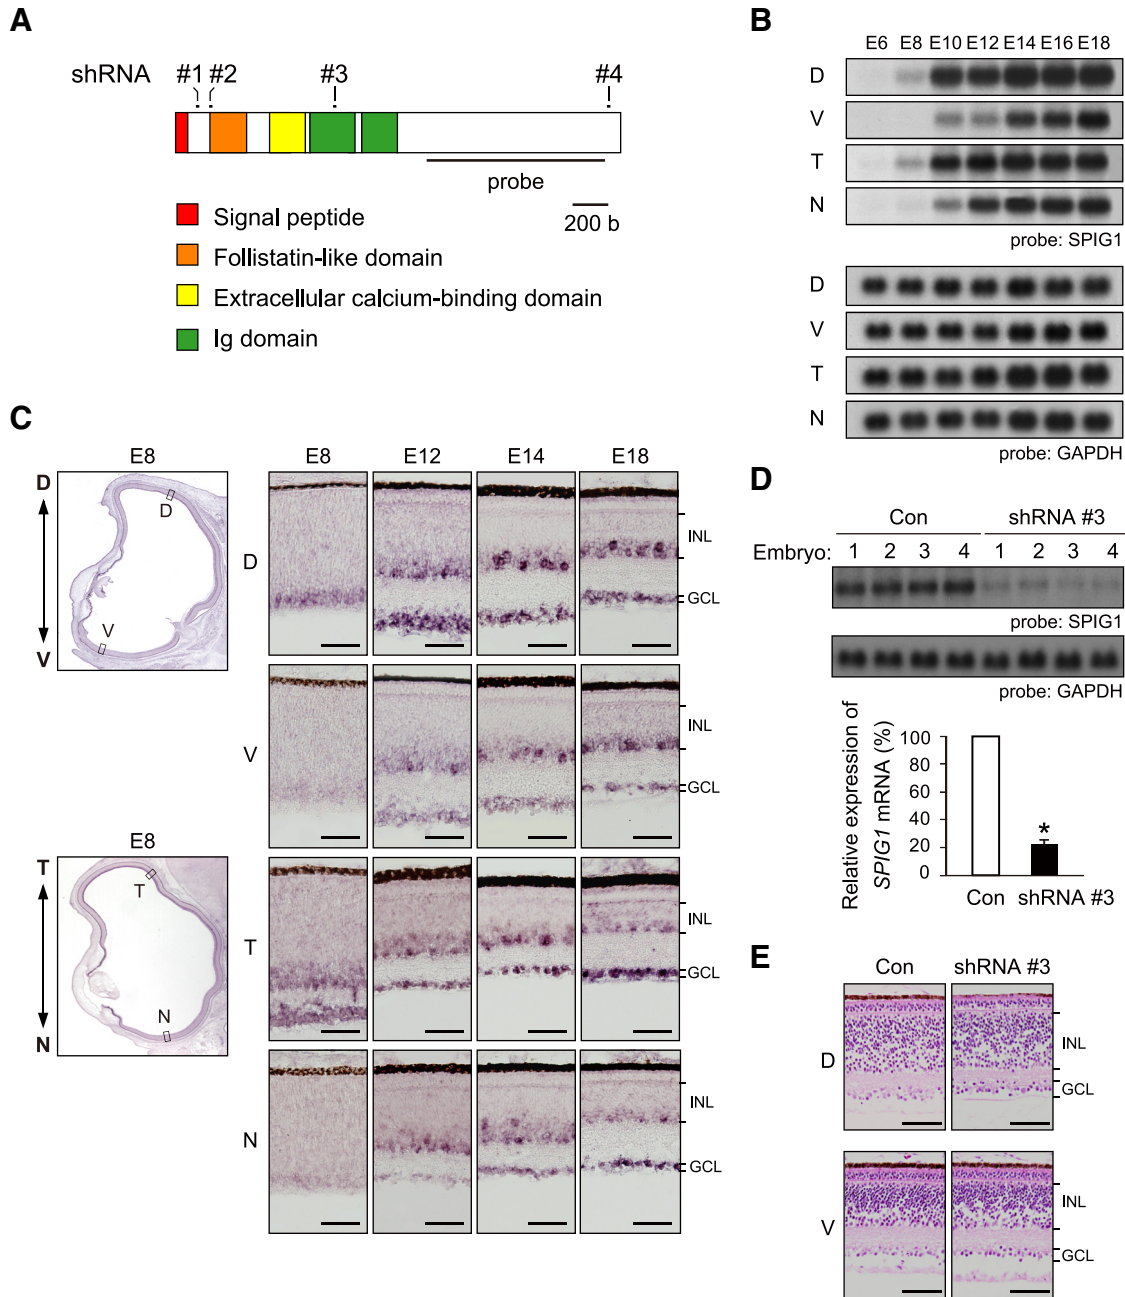 A
shRNA #1 #2 #3 #4
probe
200 b
Signal peptide
Follistatin-like domain
Extracellular calcium-binding domain
Ig domain
B
E6 E8 E10 E12 E14 E16 E18
D
V
T
N
probe: SPIG1
D
V
T
N
probe: GAPDH
C
E8
D
D
V
V
E8
T
T
N
N
E8 E12 E14 E18
D
INL
GCL
V
INL
GCL
T
INL
GCL
N
INL
GCL
D
Con shRNA #3
Embryo: 1 2 3 4 1 2 3 4
probe: SPIG1
probe: GAPDH
Relative expression of
SPIG1 mRNA (%)
100
80
60
40
20
0
*
Con shRNA #3
E
Con shRNA #3
D
INL
GCL
V
INL
GCL